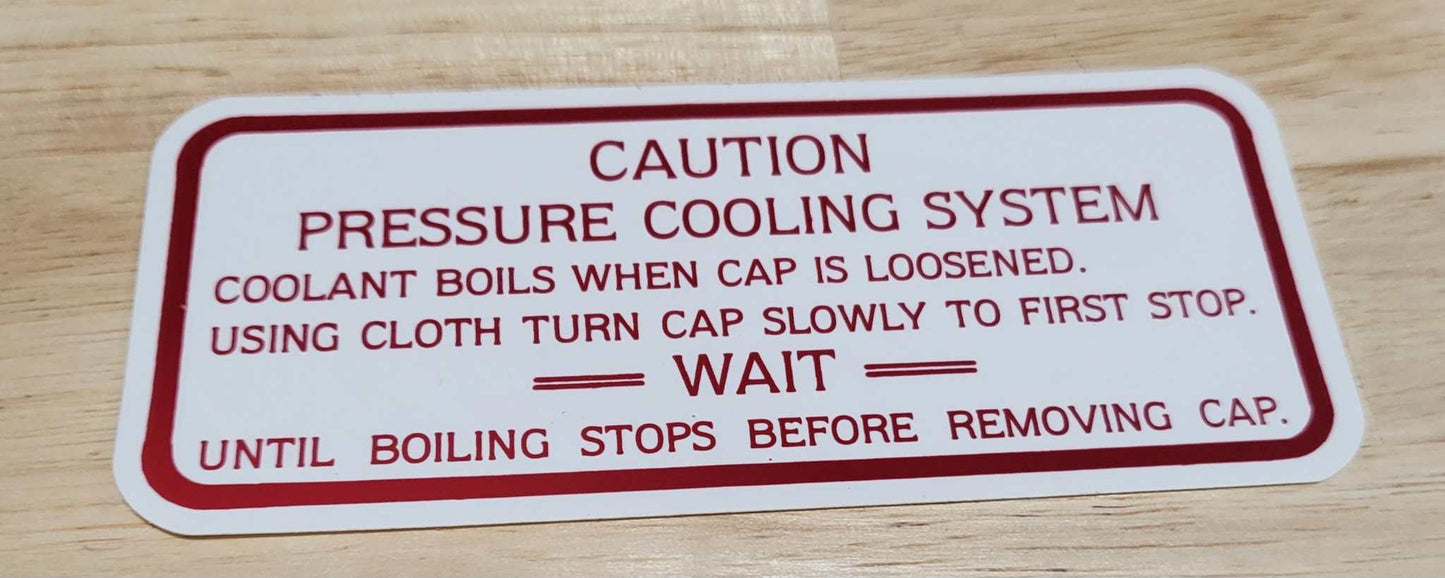 CAUTION
PRESSURE COOLING SYSTEM
COOLANT BOILS WHEN CAP IS LOOSENED.
USING CLOTH TURN CAP SLOWLY TO FIRST STOP.
WAIT
UNTIL BOILING STOPS BEFORE REMOVING CAP.